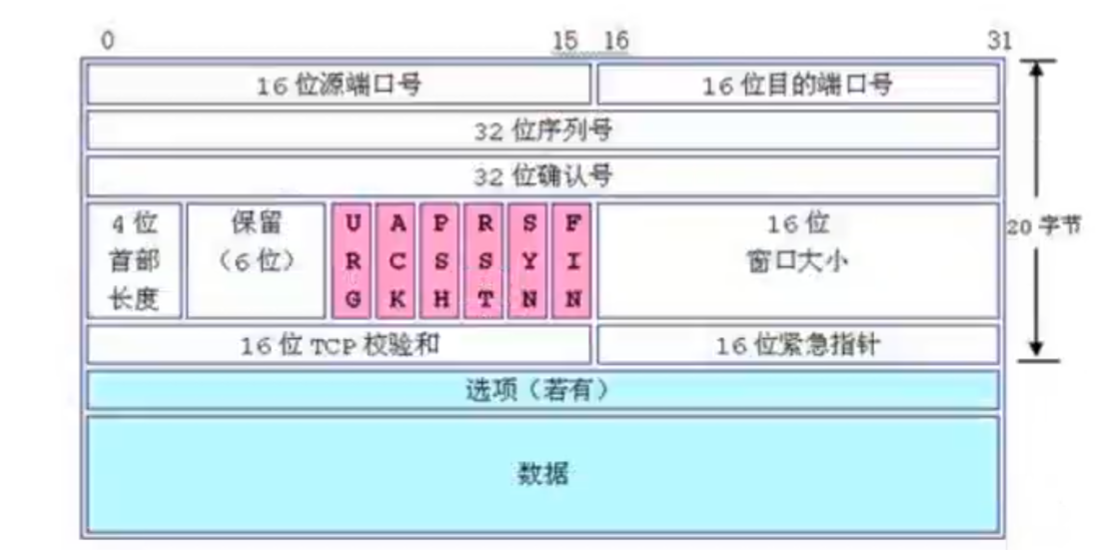 0 15 16 31
16 位源端口号 16 位目的端口号
32 位序列号
32 位确认号
4 位 首部 长度
保留 (6 位)
URG
ACK
PSH
RST
SYN
FIN
16 位 窗口大小
20 字节
16 位 TCP 校验和 16 位紧急指针
选项（若有）
数据